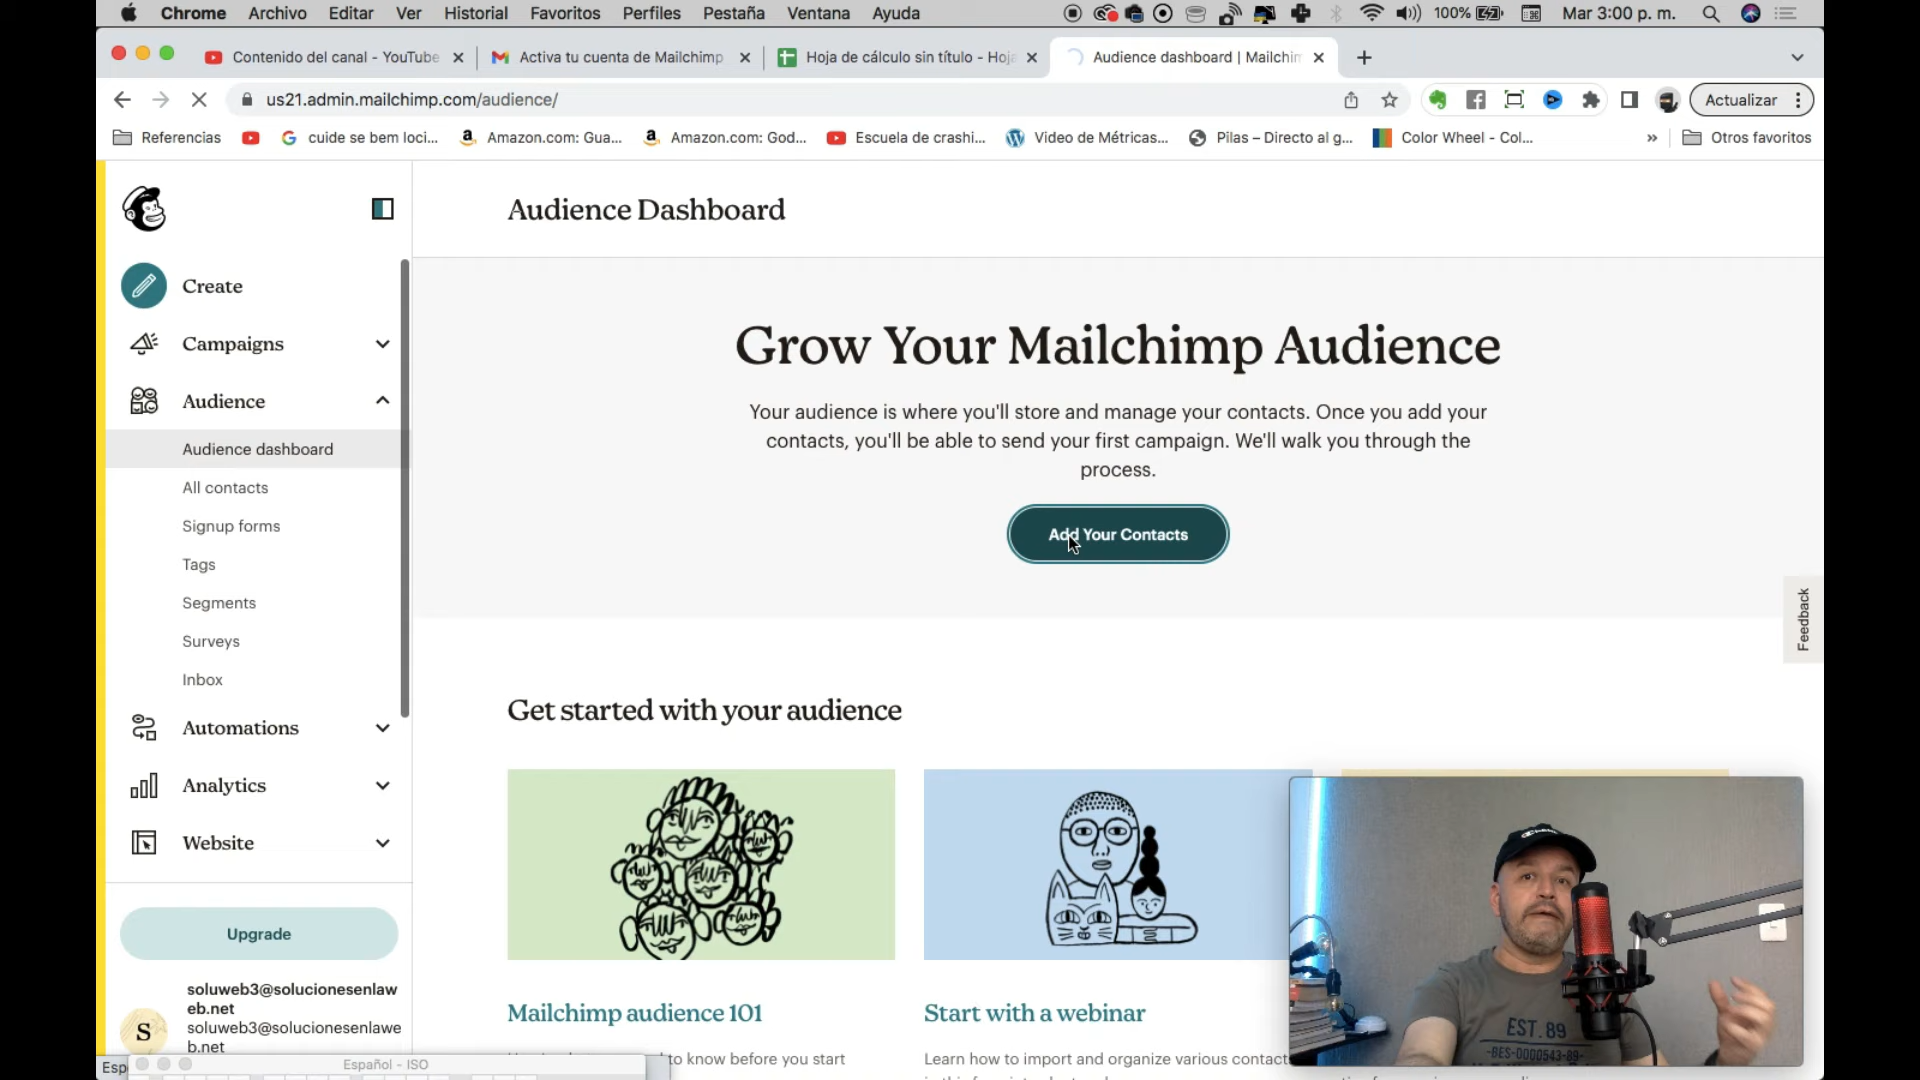 Chrome Archivo Editar Ver Historial Favoritos Perfiles Pestaña Ventana Ayuda 100% Mar 3:00 p. m.
Contenido del canal - YouTube Activa tu cuenta de Mailchimp Hoja de cálculo sin título - Hoja Audience dashboard | Mailchim
us21.admin.mailchimp.com/audience/ Actualizar
Referencias cuide se bem loci... Amazon.com: Gua... Amazon.com: God... Escuela de crashi... Video de Métricas... Pilas – Directo al g... Color Wheel - Col... » Otros favoritos
Audience Dashboard
Create
Campaigns
Audience
Audience dashboard
All contacts
Signup forms
Tags
Segments
Surveys
Inbox
Automations
Analytics
Website
Upgrade
S
soluweb3@solucionesenlaw
eb.net
soluweb3@solucionesenlawe
b.net
Grow Your Mailchimp Audience
Your audience is where you'll store and manage your contacts. Once you add your
contacts, you'll be able to send your first campaign. We'll walk you through the
process.
Add Your Contacts
Feedback
Get started with your audience
Mailchimp audience 101
to know before you start
Start with a webinar
Learn how to import and organize various contact
Español - ISO
EST. 89
-BES-0000543-89-